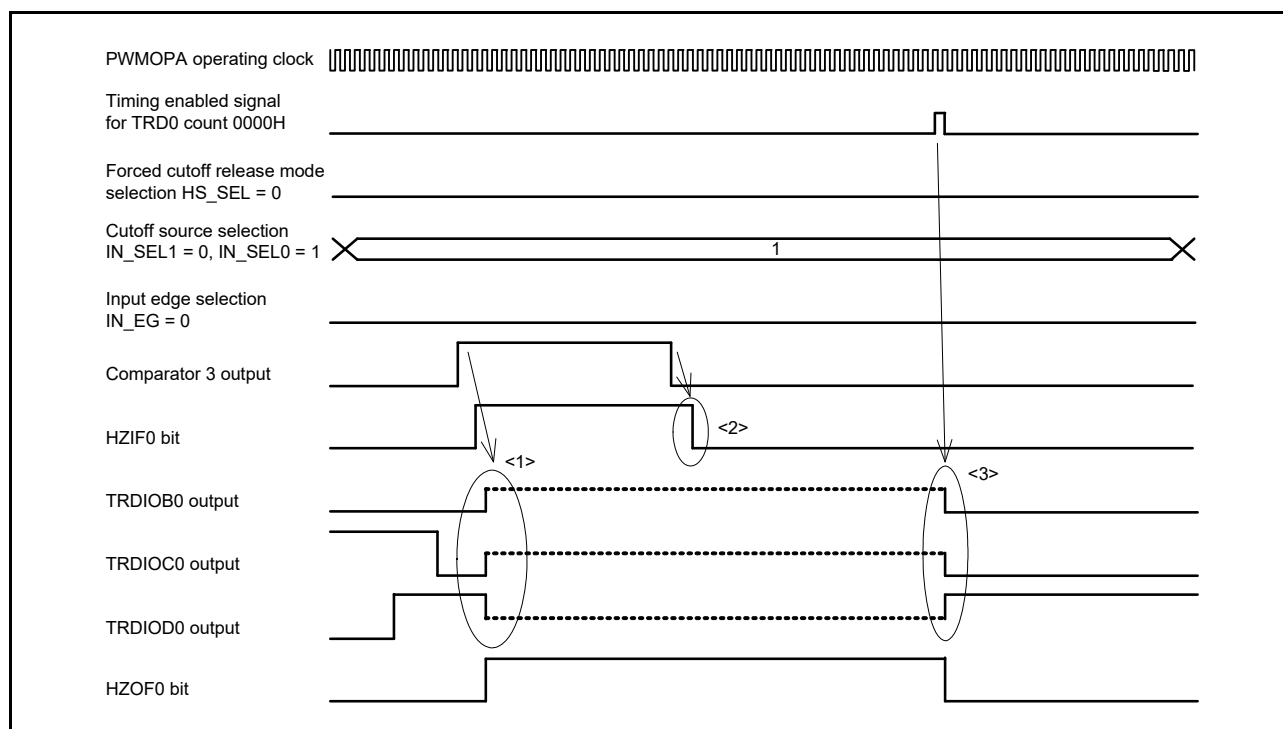 PWMOPA operating clock
Timing enabled signal
for TRD0 count 0000H
Forced cutoff release mode
selection HS_SEL = 0
Cutoff source selection
IN_SEL1 = 0, IN_SEL0 = 1
1
Input edge selection
IN_EG = 0
Comparator 3 output
HZIF0 bit
<2>
<1>
<3>
TRDIOB0 output
TRDIOC0 output
TRDIOD0 output
HZOF0 bit